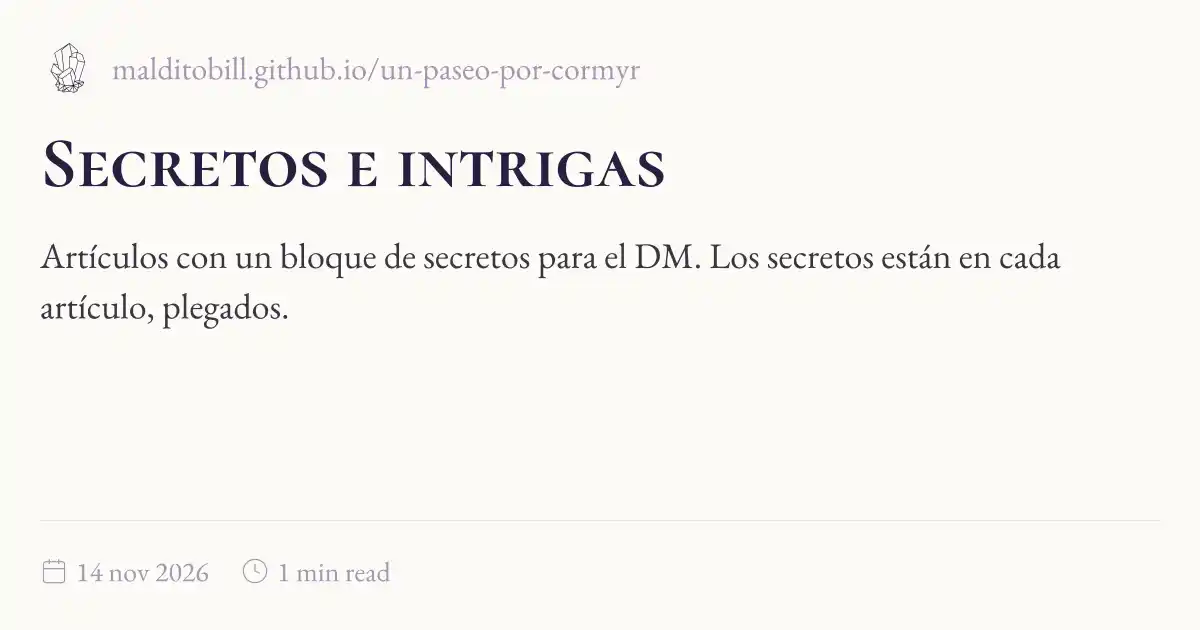 malditobill.github.io/un-paseo-por-cormyr
Secretos e intrigas
Artículos con un bloque de secretos para el DM. Los secretos están en cada
artículo, plegados.
14 nov 2026 1 min read